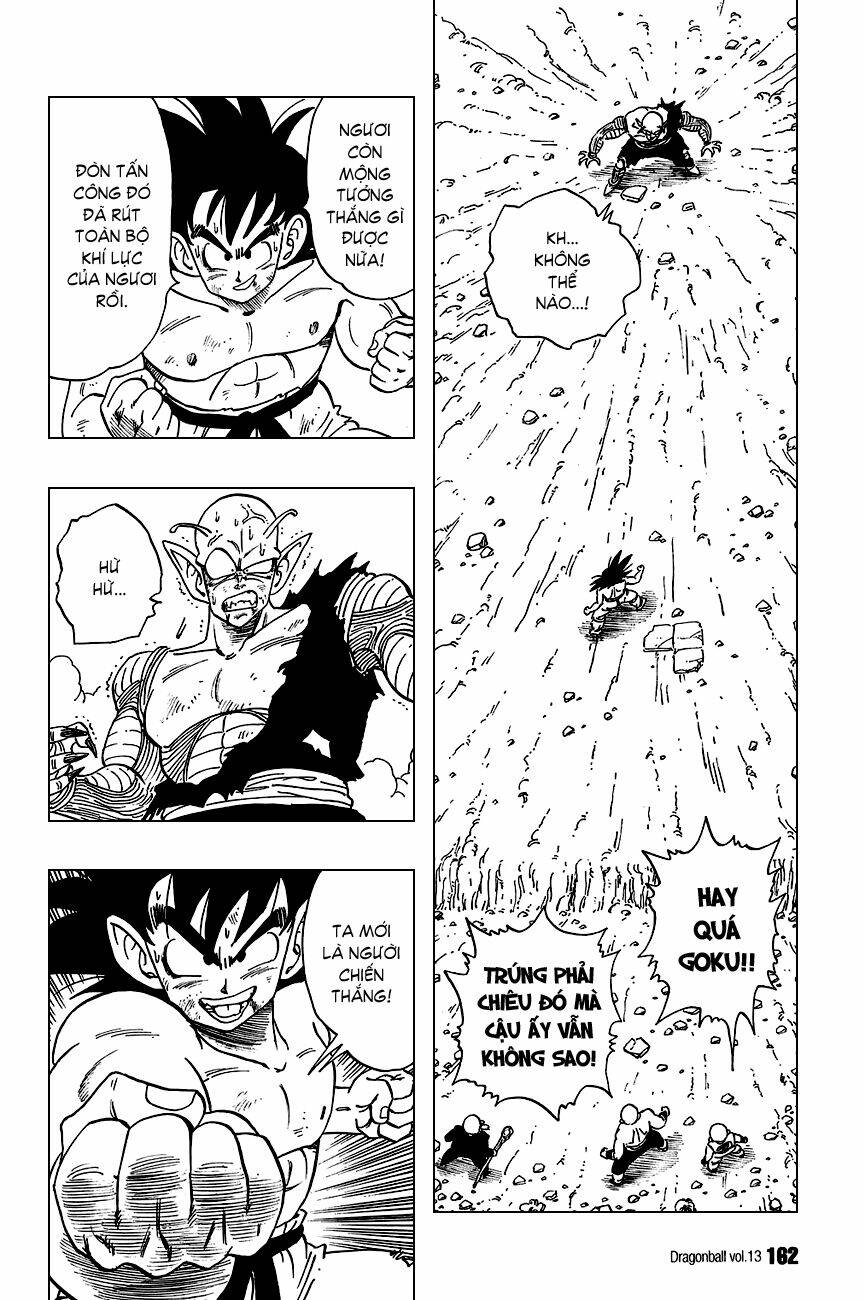 KH...
KHÔNG
THỂ
NÀO...!
HAY
QUÁ
GOKU!!
TRÚNG PHẢI
CHIÊU ĐÓ MÀ
CẬU ẤY VẪN
KHÔNG SAO!
NGƯƠI
CÒN
MỘNG
TƯỞNG
THẮNG GÌ
ĐƯỢC
NỮA!
ĐÒN TẤN
CÔNG ĐÓ
ĐÃ RÚT
TOÀN BỘ
KHÍ LỰC
CỦA NGƯƠI
RỒI.
HỪ
HỪ...
TA MỚI
LÀ NGƯỜI
CHIẾN
THẮNG!
Dragonball vol.13 162